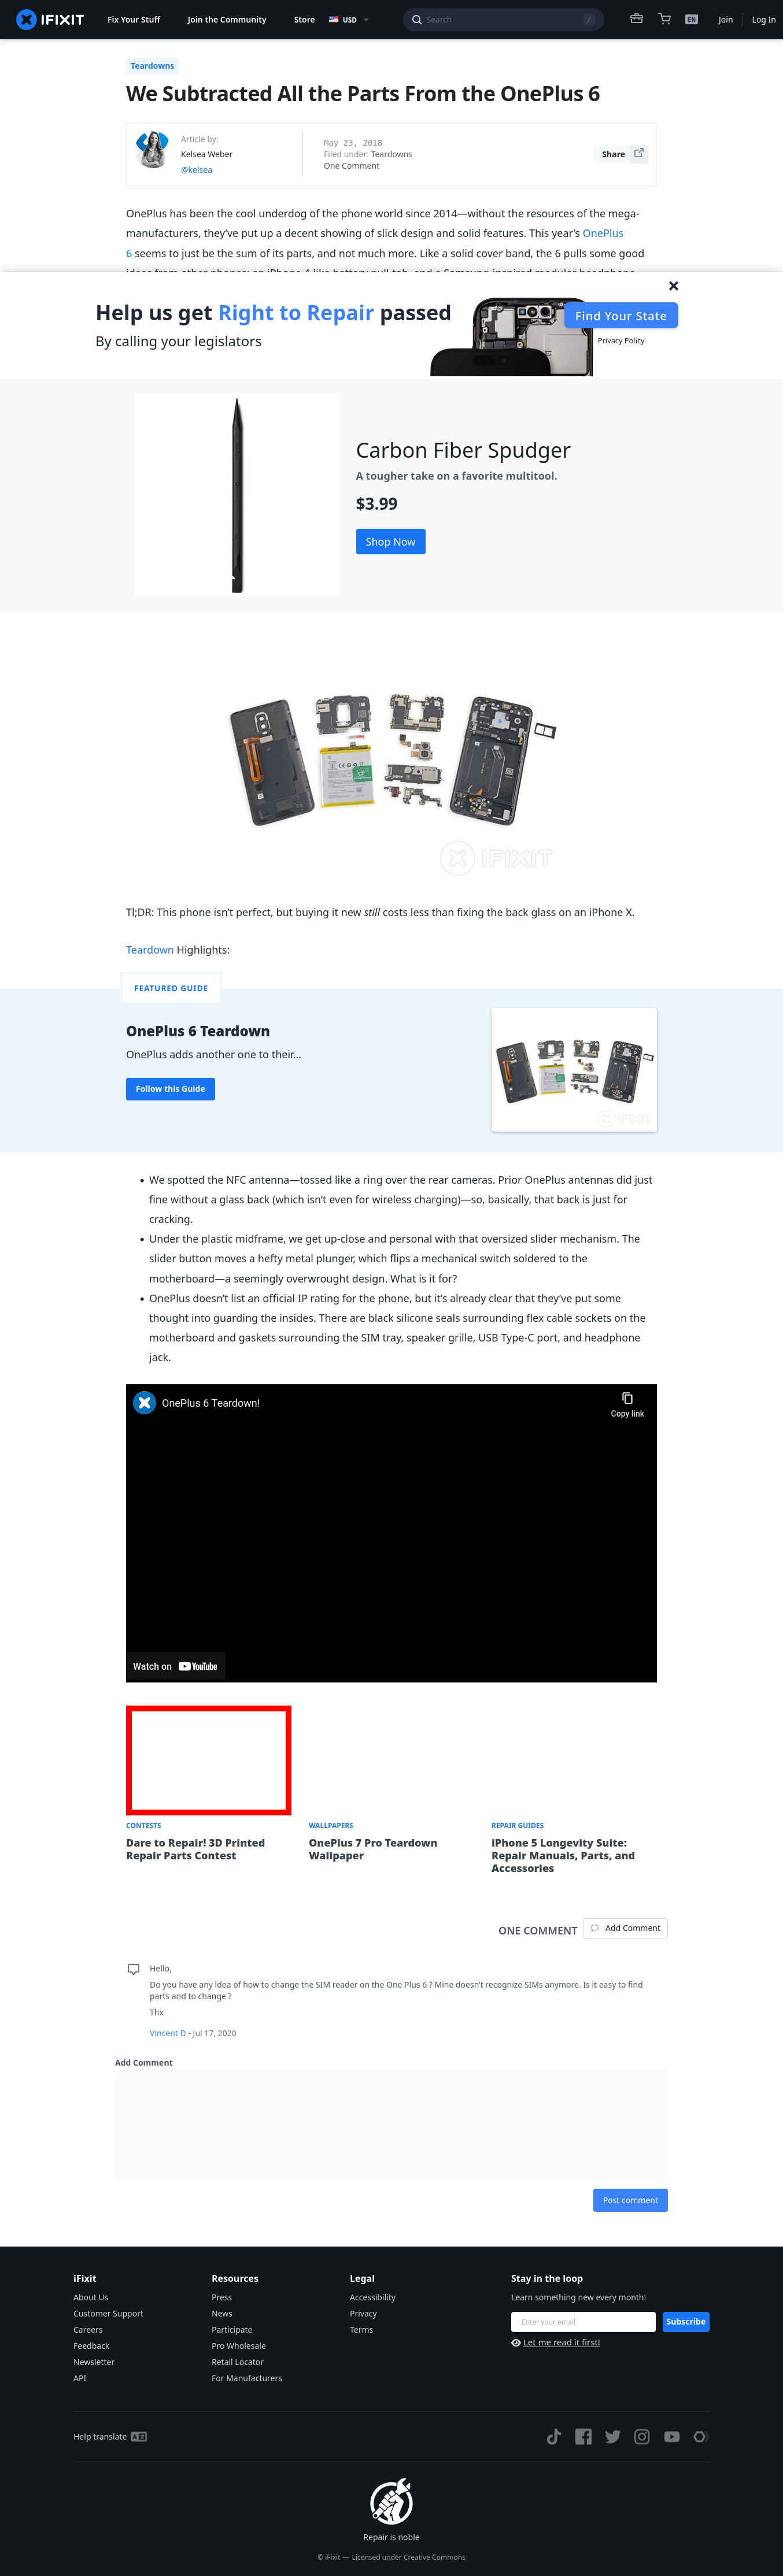 IFIXIT
Fix Your Stuff
Join the Community
Store
USD
Search
/
EN
Join
Log In
Teardowns
We Subtracted All the Parts From the OnePlus 6
Article by:
Kelsea Weber
@kelsea
May 23, 2018
Filed under: Teardowns
One Comment
Share
OnePlus has been the cool underdog of the phone world since 2014—without the resources of the mega-
manufacturers, they’ve put up a decent showing of slick design and solid features. This year’s OnePlus
6 seems to just be the sum of its parts, and not much more. Like a solid cover band, the 6 pulls some good
Help us get Right to Repair passed
By calling your legislators
Find Your State
Privacy Policy
Carbon Fiber Spudger
A tougher take on a favorite multitool.
$3.99
Shop Now
IFIXIT
Tl;DR: This phone isn’t perfect, but buying it new still costs less than fixing the back glass on an iPhone X.
Teardown Highlights:
FEATURED GUIDE
OnePlus 6 Teardown
OnePlus adds another one to their...
Follow this Guide
IFIXIT
• We spotted the NFC antenna—tossed like a ring over the rear cameras. Prior OnePlus antennas did just
fine without a glass back (which isn’t even for wireless charging)—so, basically, that back is just for
cracking.
• Under the plastic midframe, we get up-close and personal with that oversized slider mechanism. The
slider button moves a hefty metal plunger, which flips a mechanical switch soldered to the
motherboard—a seemingly overwrought design. What is it for?
• OnePlus doesn’t list an official IP rating for the phone, but it’s already clear that they’ve put some
thought into guarding the insides. There are black silicone seals surrounding flex cable sockets on the
motherboard and gaskets surrounding the SIM tray, speaker grille, USB Type-C port, and headphone
jack.
OnePlus 6 Teardown!
Copy link
Watch on YouTube
CONTESTS
Dare to Repair! 3D Printed
Repair Parts Contest
WALLPAPERS
OnePlus 7 Pro Teardown
Wallpaper
REPAIR GUIDES
iPhone 5 Longevity Suite:
Repair Manuals, Parts, and
Accessories
ONE COMMENT
Add Comment
Hello,
Do you have any idea of how to change the SIM reader on the One Plus 6 ? Mine doesn’t recognize SIMs anymore. Is it easy to find
parts and to change ?
Thx
Vincent D - Jul 17, 2020
Add Comment
Post comment
iFixit
About Us
Customer Support
Careers
Feedback
Newsletter
API
Resources
Press
News
Participate
Pro Wholesale
Retail Locator
For Manufacturers
Legal
Accessibility
Privacy
Terms
Stay in the loop
Learn something new every month!
Enter your email
Subscribe
Let me read it first!
Help translate
Repair is noble
© iFixit — Licensed under Creative Commons